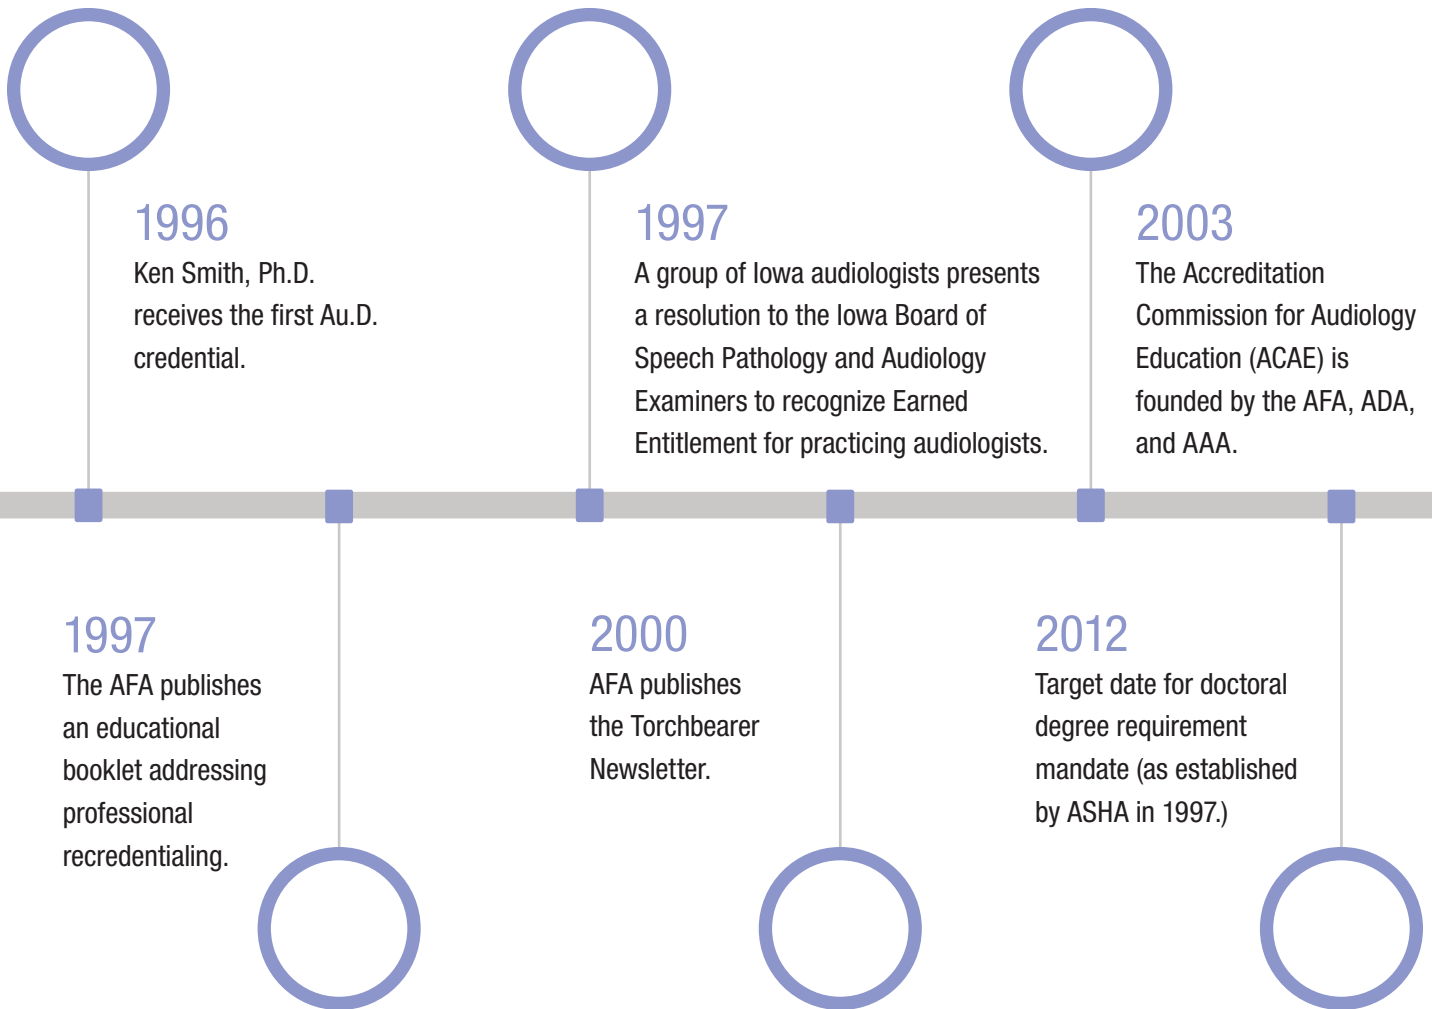 1996
Ken Smith, Ph.D.
receives the first Au.D.
credential.
1997
A group of Iowa audiologists presents
a resolution to the Iowa Board of
Speech Pathology and Audiology
Examiners to recognize Earned
Entitlement for practicing audiologists.
2003
The Accreditation
Commission for Audiology
Education (ACAE) is
founded by the AFA, ADA,
and AAA.
1997
The AFA publishes
an educational
booklet addressing
professional
recredentialing.
2000
AFA publishes
the Torchbearer
Newsletter.
2012
Target date for doctoral
degree requirement
mandate (as established
by ASHA in 1997.)